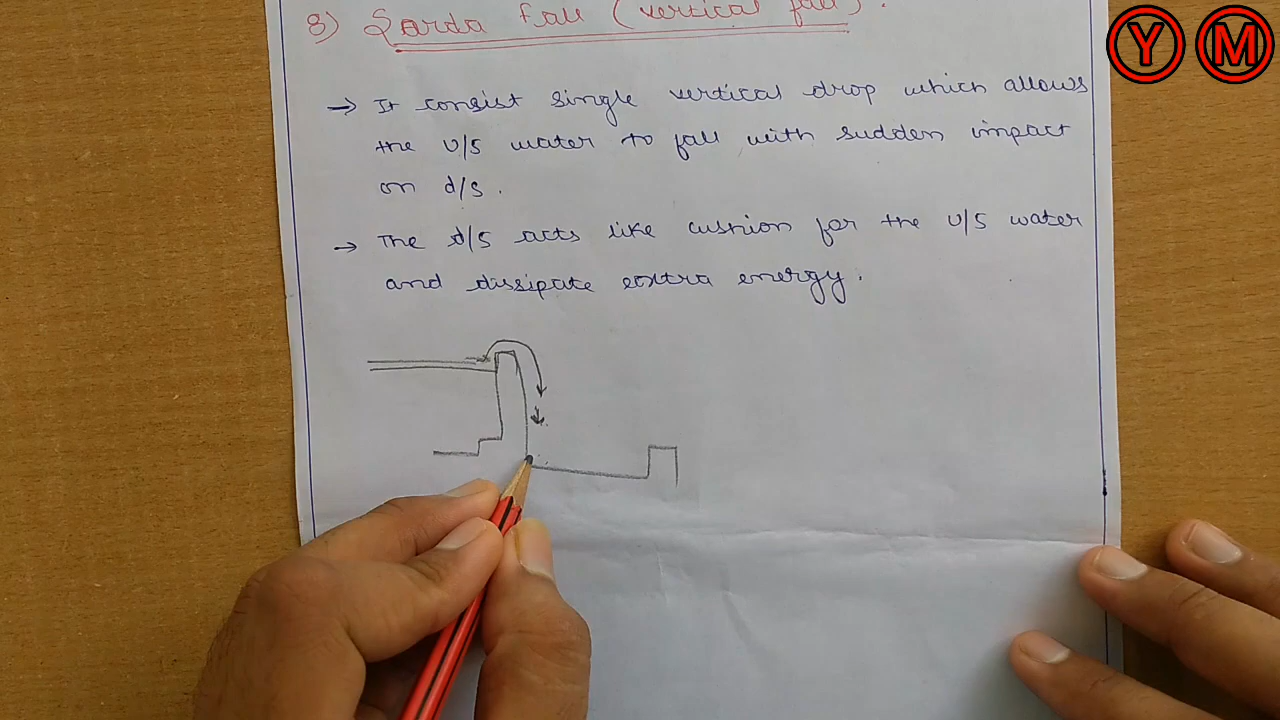 8) Sarda fall (vertical fall).
→ It consist single vertical drop which allows
the U/S water to fall with sudden impact
on d/s.
→ The d/s acts like cushion for the U/S water
and dissipate extra energy.
Y M